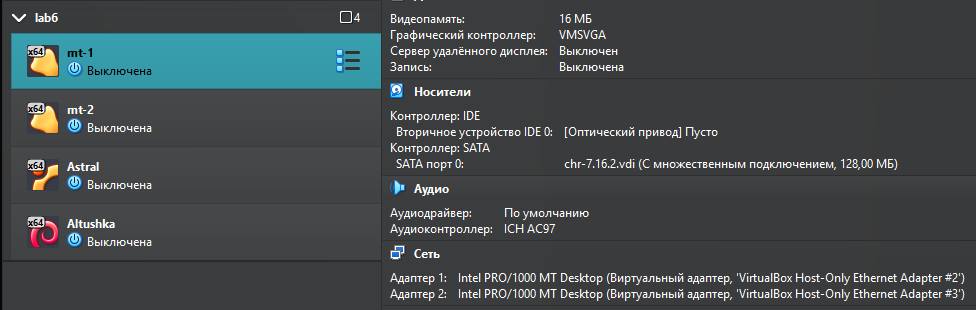 lab6
4
x64
mt-1
Выключена
x64
mt-2
Выключена
x64
Astral
Выключена
x64
Altushka
Выключена
Видеопамять: 16 МБ
Графический контроллер: VMSVGA
Сервер удалённого дисплея: Выключен
Запись: Выключена
Носители
Контроллер: IDE
Вторичное устройство IDE 0: [Оптический привод] Пусто
Контроллер: SATA
SATA порт 0: chr-7.16.2.vdi (С множественным подключением, 128,00 МБ)
Аудио
Аудиодрайвер: По умолчанию
Аудиоконтроллер: ICH AC97
Сеть
Адаптер 1: Intel PRO/1000 MT Desktop (Виртуальный адаптер, 'VirtualBox Host-Only Ethernet Adapter #2')
Адаптер 2: Intel PRO/1000 MT Desktop (Виртуальный адаптер, 'VirtualBox Host-Only Ethernet Adapter #3')